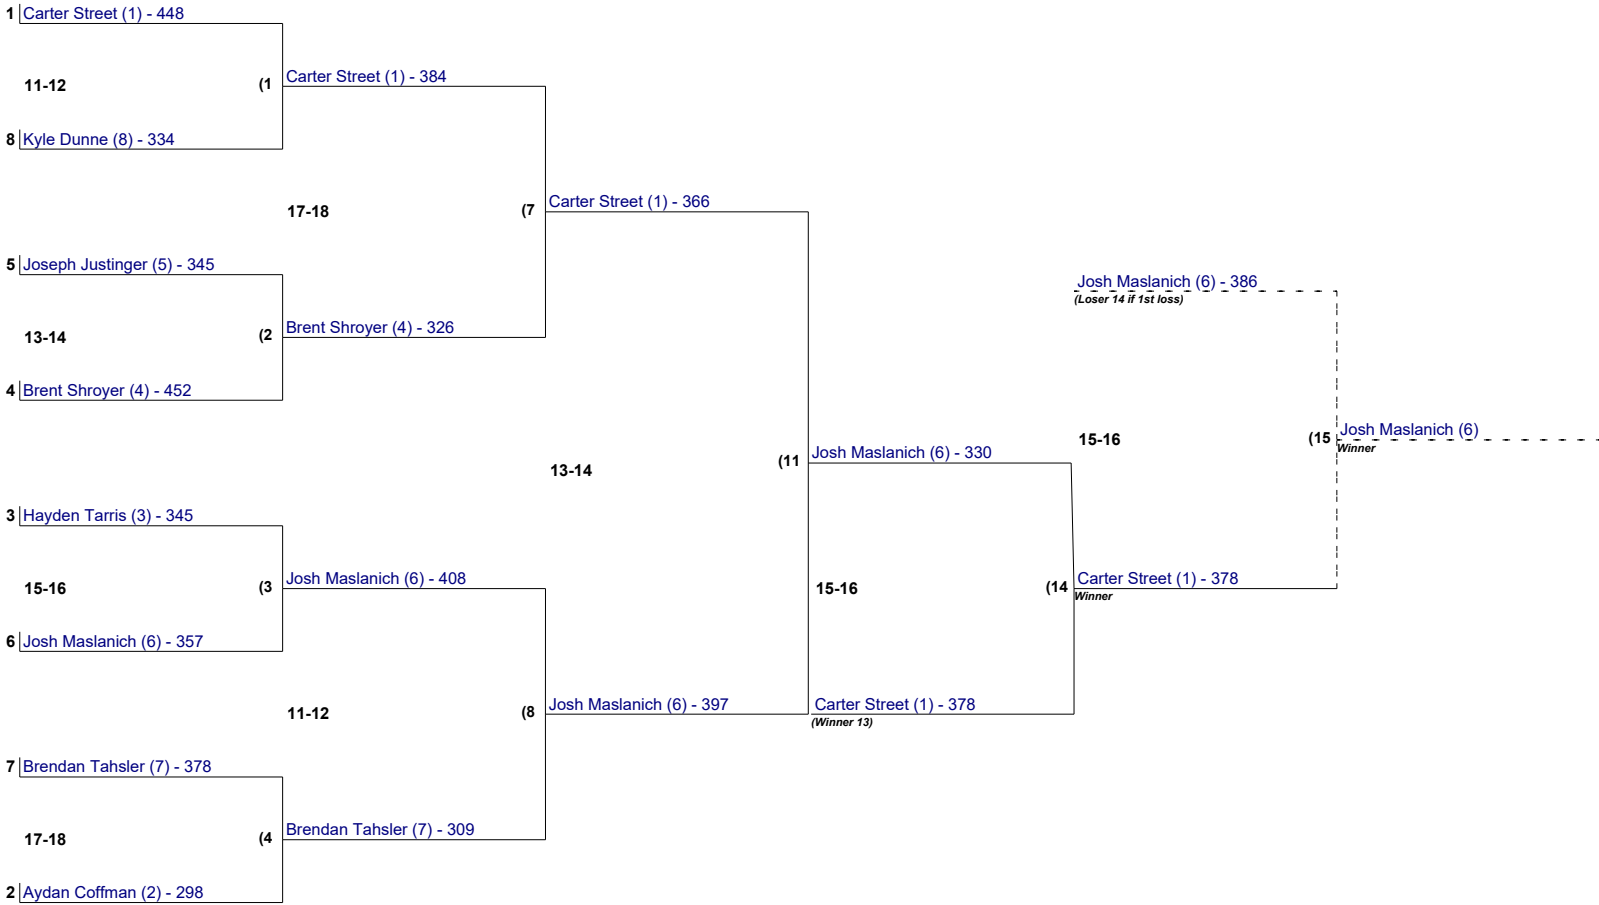 1 Carter Street (1) - 448
Carter Street (1) - 384
11-12 (1
8 Kyle Dunne (8) - 334
Carter Street (1) - 366
17-18 (7
5 Joseph Justinger (5) - 345
Josh Maslanich (6) - 386
(Loser 14 if 1st loss)
Brent Shroyer (4) - 326
13-14 (2
4 Brent Shroyer (4) - 452
Josh Maslanich (6)
15-16 (15
Winner
Josh Maslanich (6) - 330
13-14 (11
3 Hayden Tarris (3) - 345
Josh Maslanich (6) - 408
Carter Street (1) - 378
15-16 (3
15-16 (14
Winner
6 Josh Maslanich (6) - 357
Josh Maslanich (6) - 397
Carter Street (1) - 378
11-12 (8
(Winner 13)
7 Brendan Tahsler (7) - 378
Brendan Tahsler (7) - 309
17-18 (4
2 Aydan Coffman (2) - 298